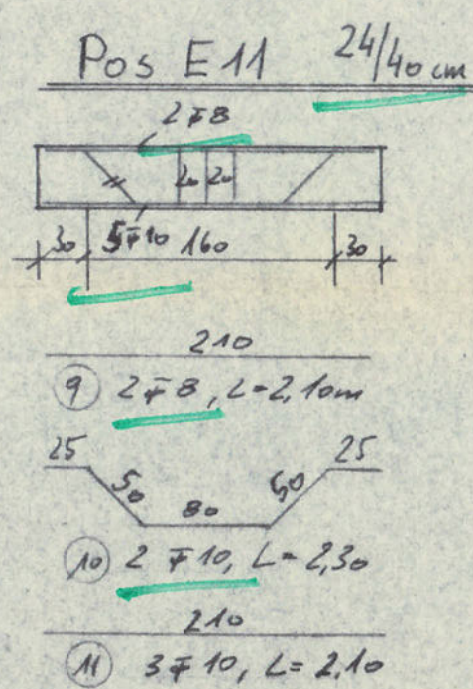 Pos E11 24/40 cm
2 ∓ 8
20 20
5 ∓ 10
30 160 30
210
9 2 ∓ 8, L = 2,10m
25 25
50 80 50
10 2 ∓ 10, L = 2,30
210
11 3 ∓ 10, L = 2,10